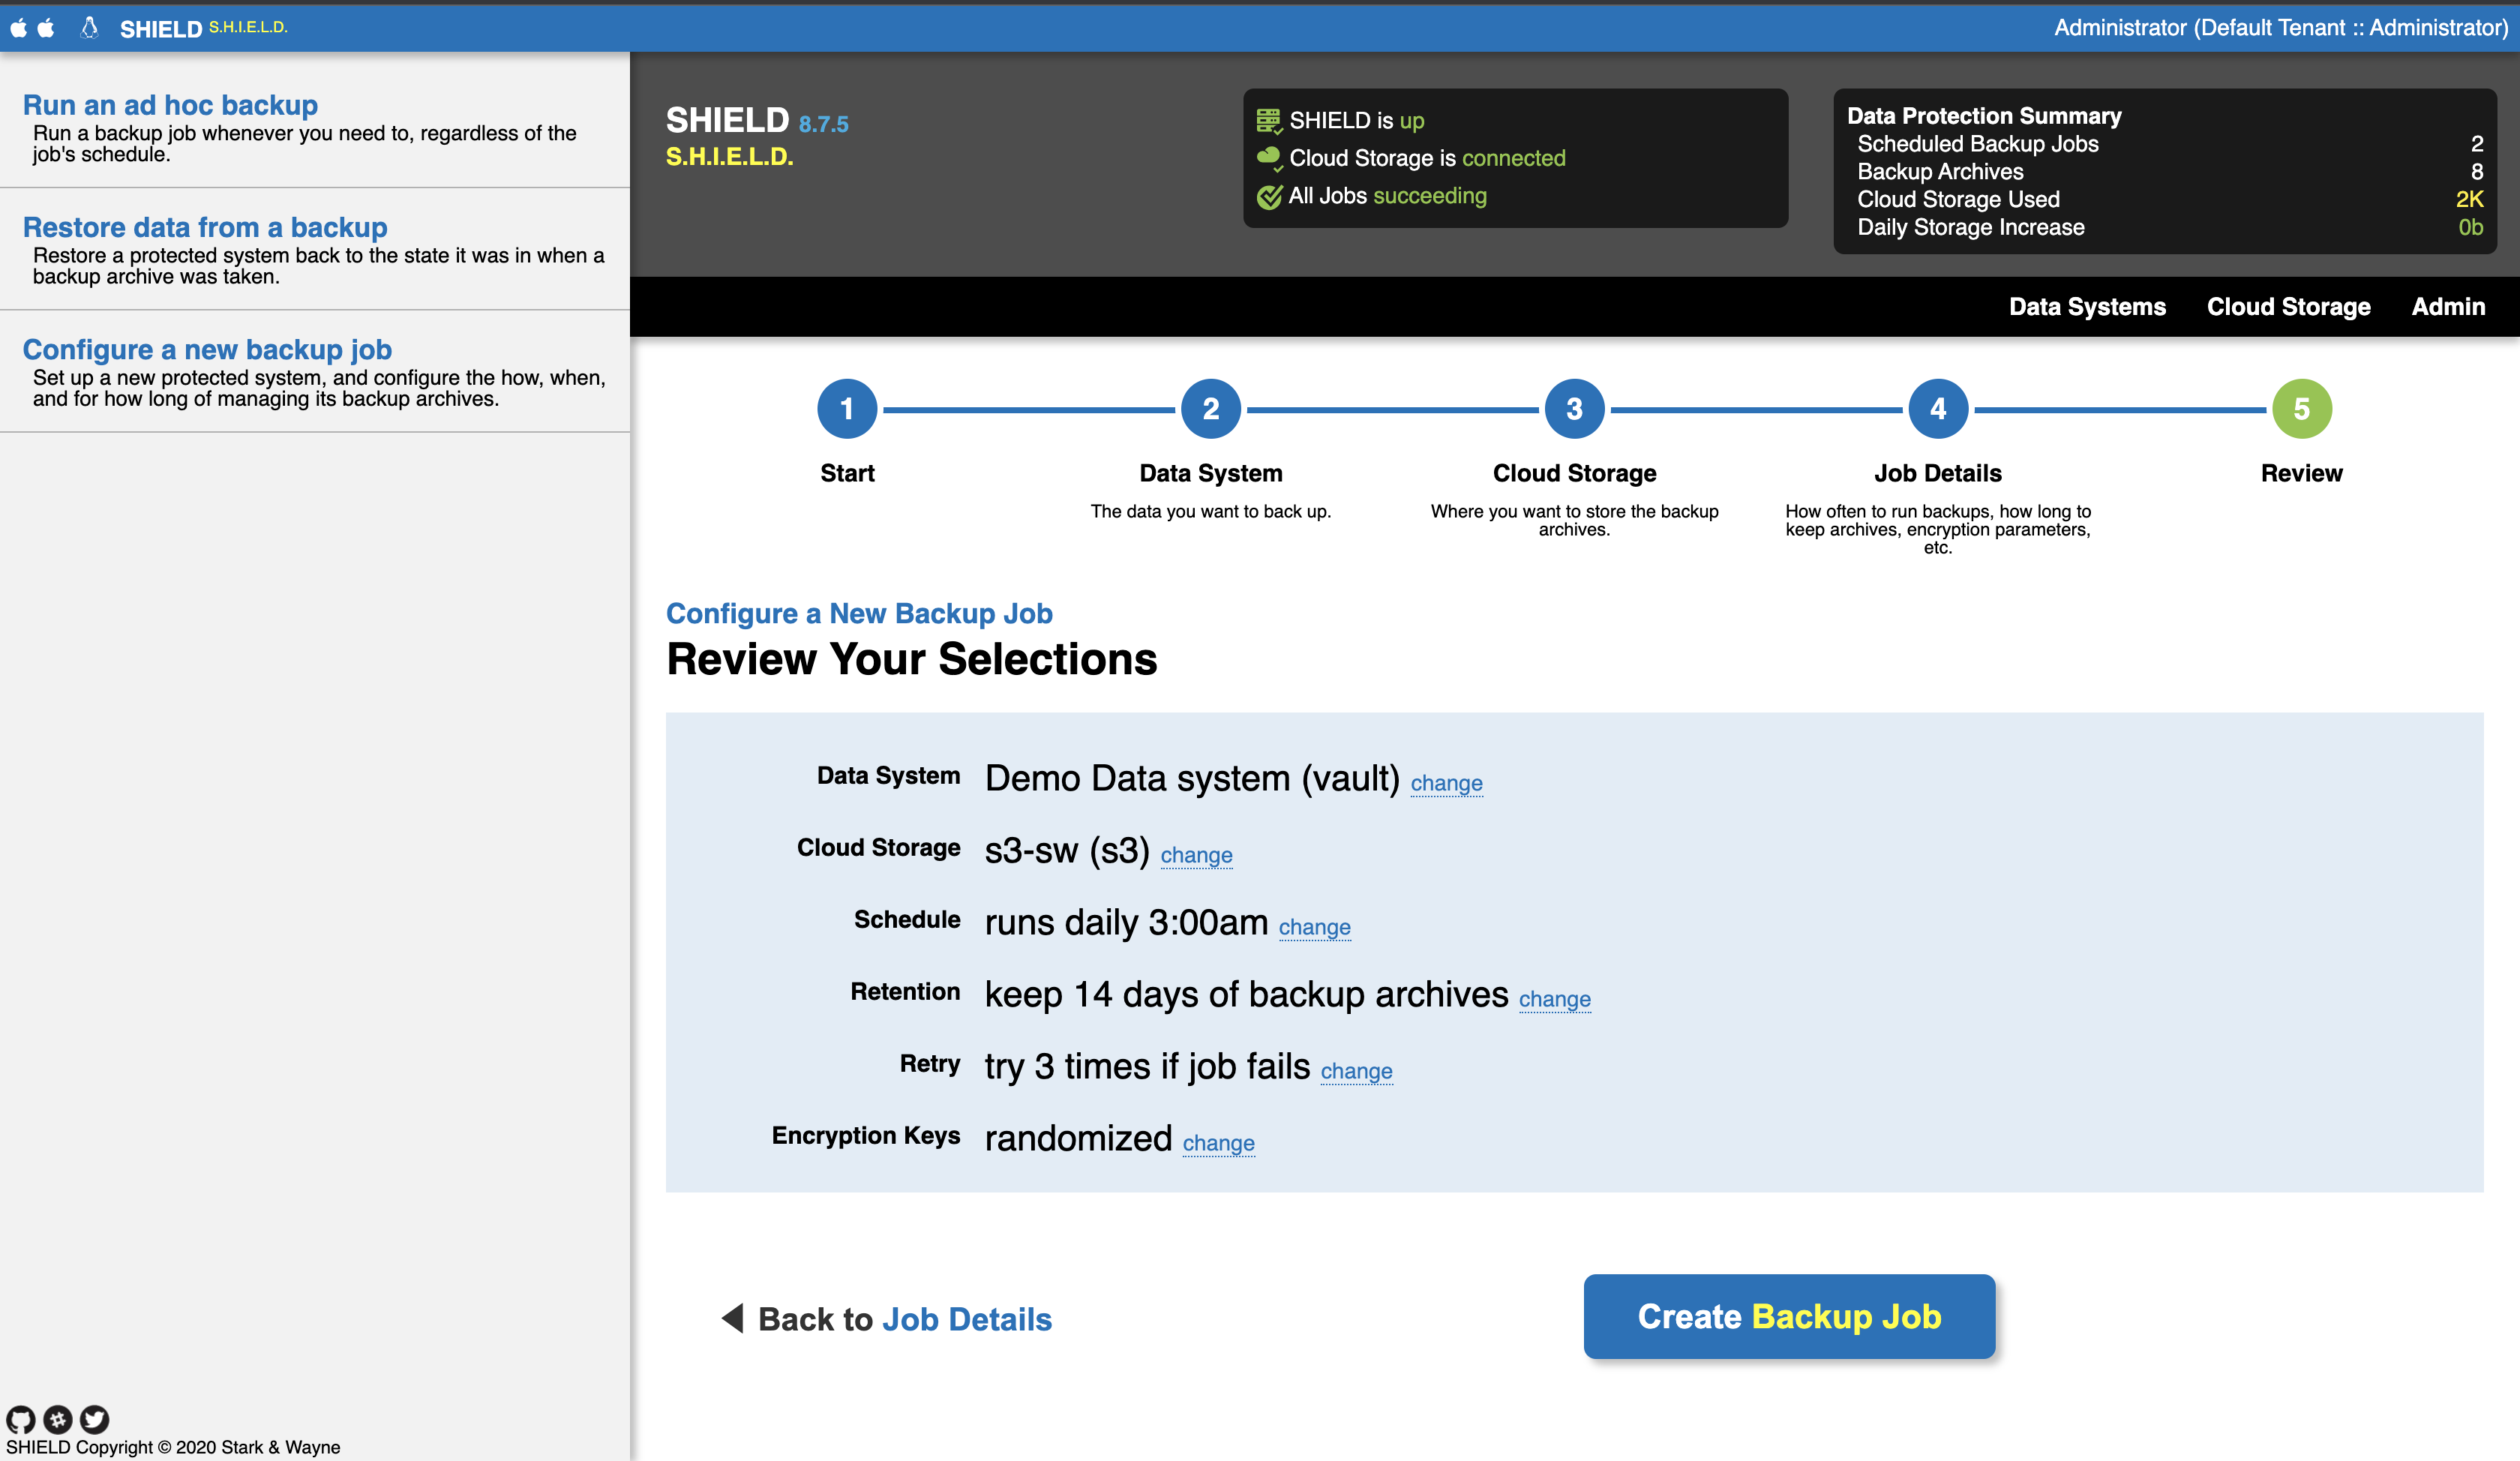 SHIELD S.H.I.E.L.D.
Administrator (Default Tenant :: Administrator)
Run an ad hoc backup
Run a backup job whenever you need to, regardless of the
job's schedule.
Restore data from a backup
Restore a protected system back to the state it was in when a
backup archive was taken.
Configure a new backup job
Set up a new protected system, and configure the how, when,
and for how long of managing its backup archives.
SHIELD 8.7.5
S.H.I.E.L.D.
SHIELD is up
Cloud Storage is connected
All Jobs succeeding
Data Protection Summary
Scheduled Backup Jobs 2
Backup Archives 8
Cloud Storage Used 2K
Daily Storage Increase 0b
Data Systems Cloud Storage Admin
1 2 3 4 5
Start
Data System
The data you want to back up.
Cloud Storage
Where you want to store the backup
archives.
Job Details
How often to run backups, how long to
keep archives, encryption parameters,
etc.
Review
Configure a New Backup Job
Review Your Selections
Data System Demo Data system (vault) change
Cloud Storage s3-sw (s3) change
Schedule runs daily 3:00am change
Retention keep 14 days of backup archives change
Retry try 3 times if job fails change
Encryption Keys randomized change
Back to Job Details
Create Backup Job
SHIELD Copyright © 2020 Stark & Wayne